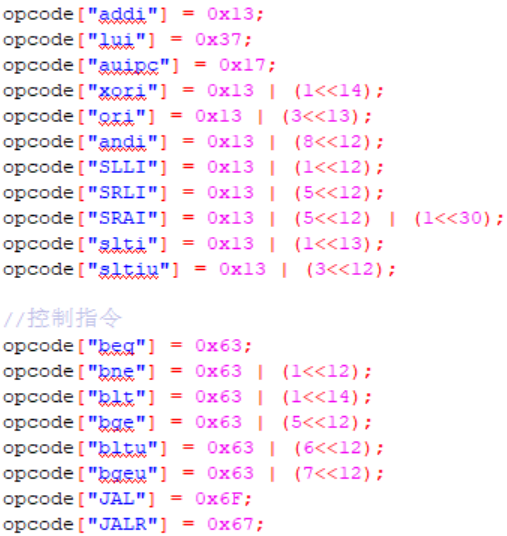 opcode["addi"] = 0x13;
opcode["lui"] = 0x37;
opcode["auipc"] = 0x17;
opcode["xori"] = 0x13 | (1<<14);
opcode["ori"] = 0x13 | (3<<13);
opcode["andi"] = 0x13 | (8<<12);
opcode["SLLI"] = 0x13 | (1<<12);
opcode["SRLI"] = 0x13 | (5<<12);
opcode["SRAI"] = 0x13 | (5<<12) | (1<<30);
opcode["slti"] = 0x13 | (1<<13);
opcode["sltiu"] = 0x13 | (3<<12);
//控制指令
opcode["beq"] = 0x63;
opcode["bne"] = 0x63 | (1<<12);
opcode["blt"] = 0x63 | (1<<14);
opcode["bge"] = 0x63 | (5<<12);
opcode["bltu"] = 0x63 | (6<<12);
opcode["bgeu"] = 0x63 | (7<<12);
opcode["JAL"] = 0x6F;
opcode["JALR"] = 0x67;